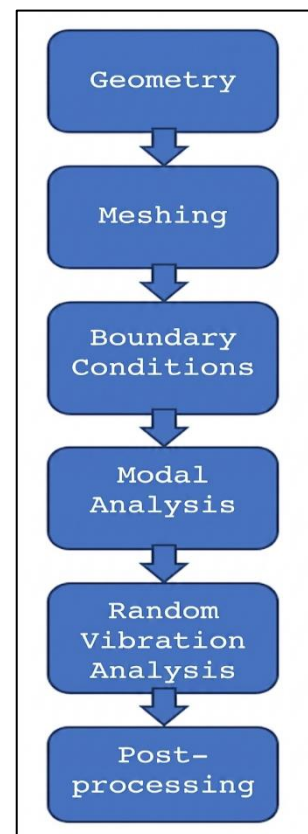 Geometry
Meshing
Boundary
Conditions
Modal
Analysis
Random
Vibration
Analysis
Post-
processing